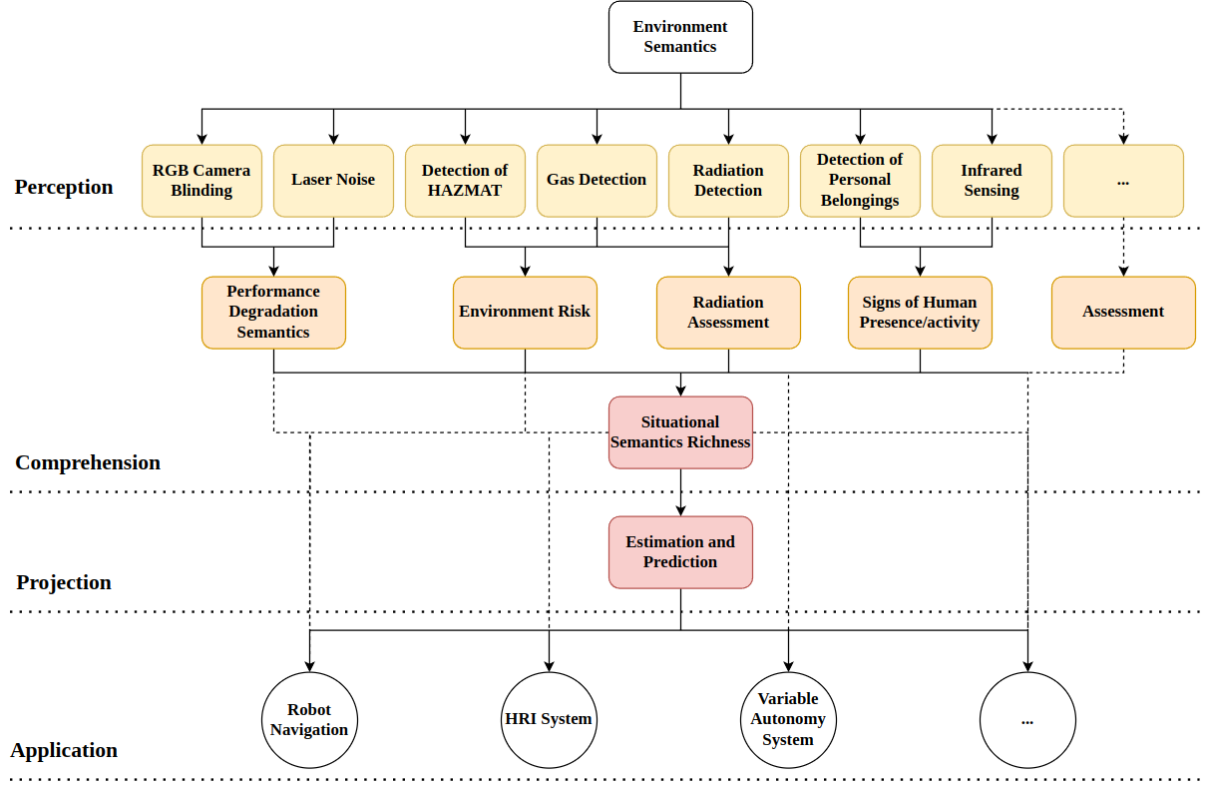 Environment
Semantics
Perception
RGB Camera
Blinding
Laser Noise
Detection of
HAZMAT
Gas Detection
Radiation
Detection
Detection of
Personal
Belongings
Infrared
Sensing
...
Performance
Degradation
Semantics
Environment Risk
Radiation
Assessment
Signs of Human
Presence/activity
Assessment
Situational
Semantics Richness
Comprehension
Estimation and
Prediction
Projection
Robot
Navigation
HRI System
Variable
Autonomy
System
...
Application